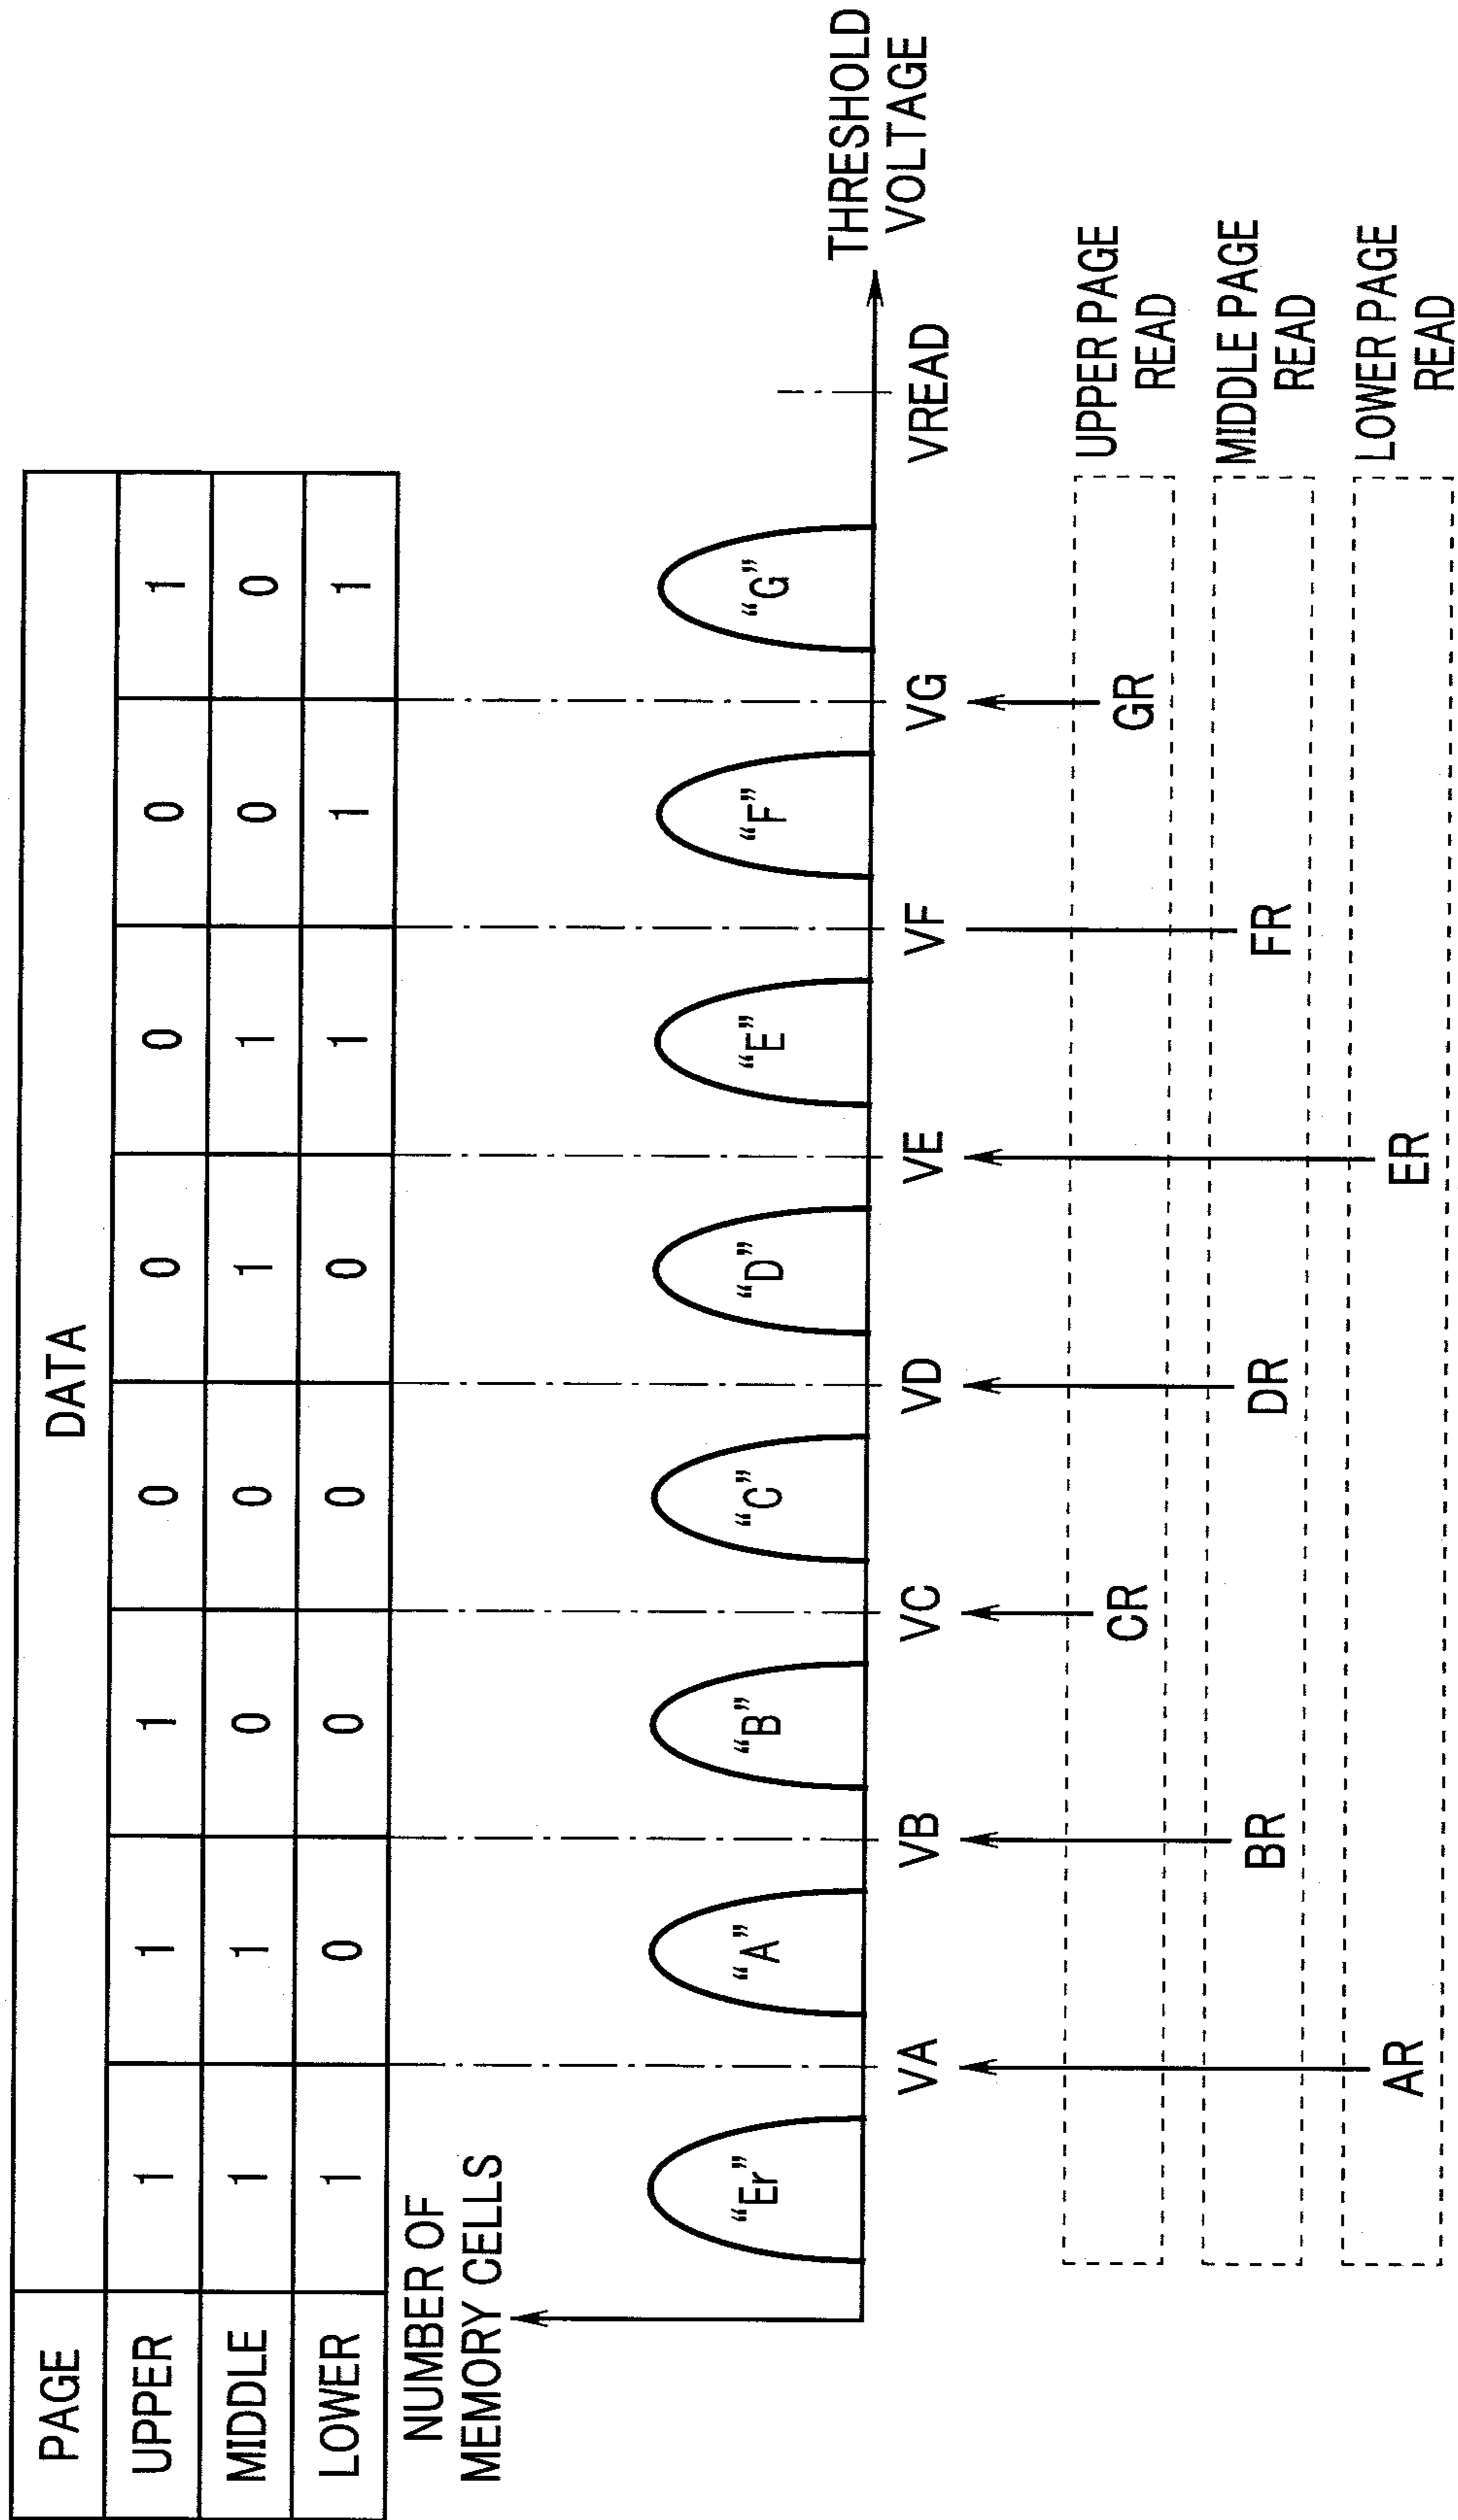 PAGE DATA
UPPER 1 1 1 0 0 0 0 1
MIDDLE 1 1 0 0 1 1 0 0
LOWER 1 0 0 0 0 1 1 1
NUMBER OF
MEMORY CELLS
“Er” “A” “B” “C” “D” “E” “F” “G”
THRESHOLD
VOLTAGE
VA VB VC VD VE VF VG VREAD
CR GR UPPER PAGE
READ
BR DR FR MIDDLE PAGE
READ
AR ER LOWER PAGE
READ